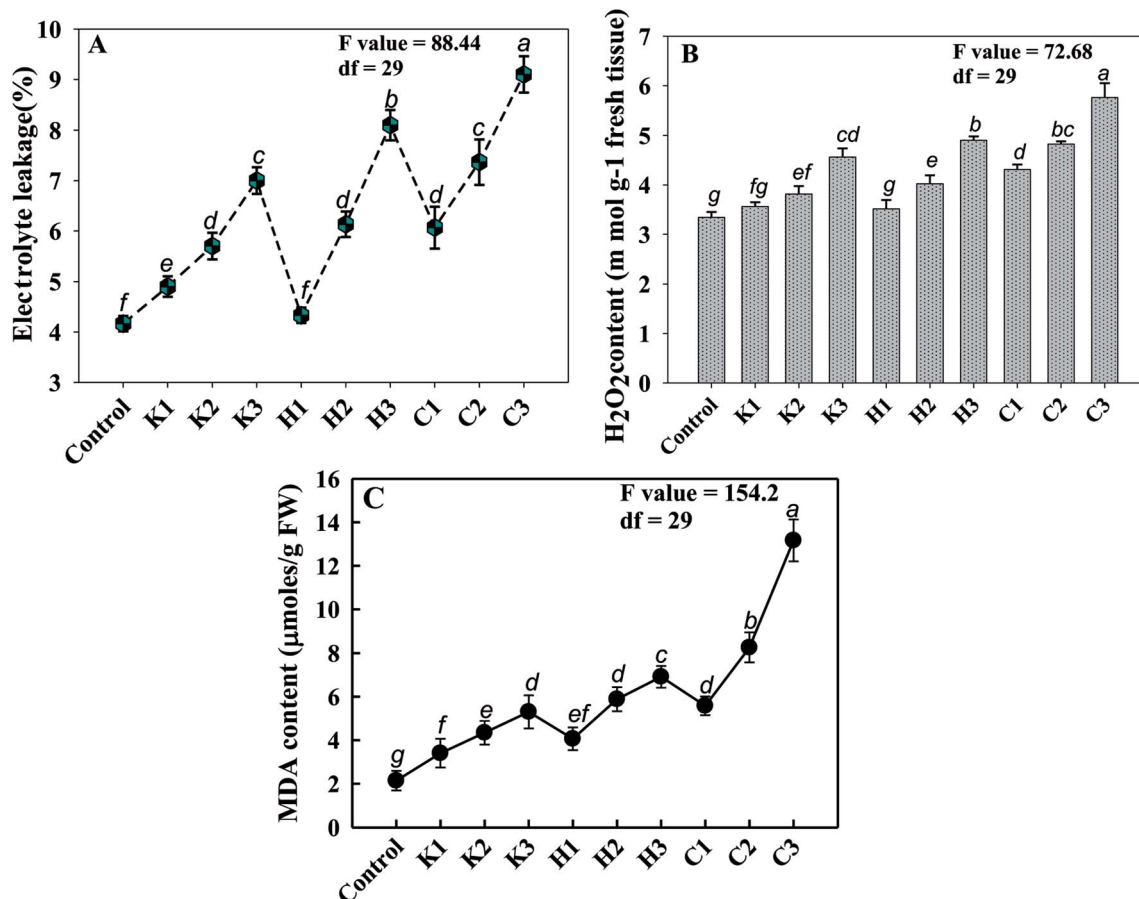 A
F value = 88.44
df = 29
Electrolyte leakage(%)
10
9
8
7
6
5
4
3
f
e
d
c
f
d
b
d
c
a
Control K1 K2 K3 H1 H2 H3 C1 C2 C3
B
F value = 72.68
df = 29
H2O2content (m mol g-1 fresh tissue)
7
6
5
4
3
2
1
0
g
fg
ef
cd
g
e
b
d
bc
a
Control K1 K2 K3 H1 H2 H3 C1 C2 C3
C
F value = 154.2
df = 29
MDA content (μmoles/g FW)
16
14
12
10
8
6
4
2
0
g
f
e
d
ef
d
c
d
b
a
Control K1 K2 K3 H1 H2 H3 C1 C2 C3